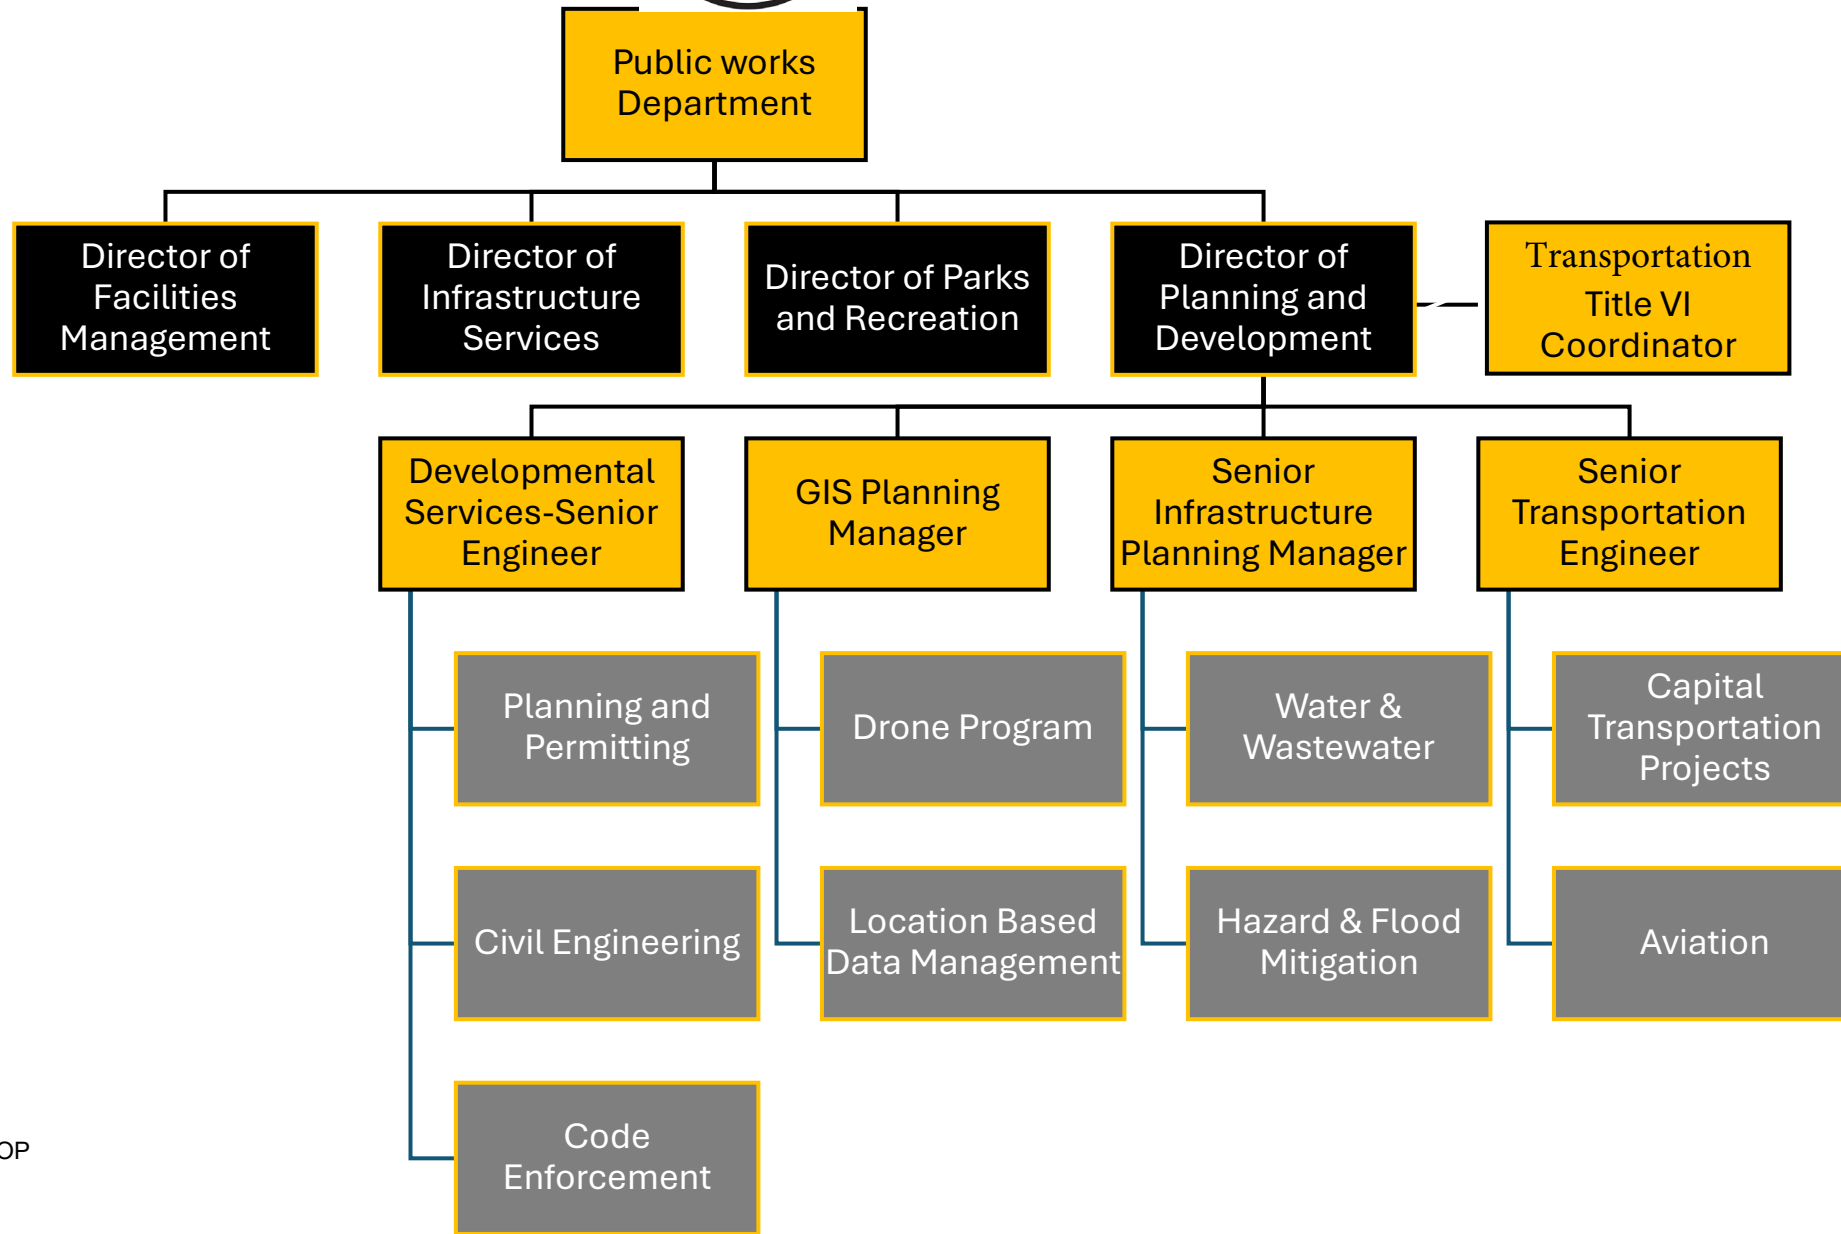 Public works
Department
Director of
Facilities
Management
Director of
Infrastructure
Services
Director of Parks
and Recreation
Director of
Planning and
Development
Transportation
Title VI
Coordinator
Developmental
Services-Senior
Engineer
GIS Planning
Manager
Senior
Infrastructure
Planning Manager
Senior
Transportation
Engineer
Planning and
Permitting
Drone Program
Water &
Wastewater
Capital
Transportation
Projects
Civil Engineering
Location Based
Data Management
Hazard & Flood
Mitigation
Aviation
Code
Enforcement
OP